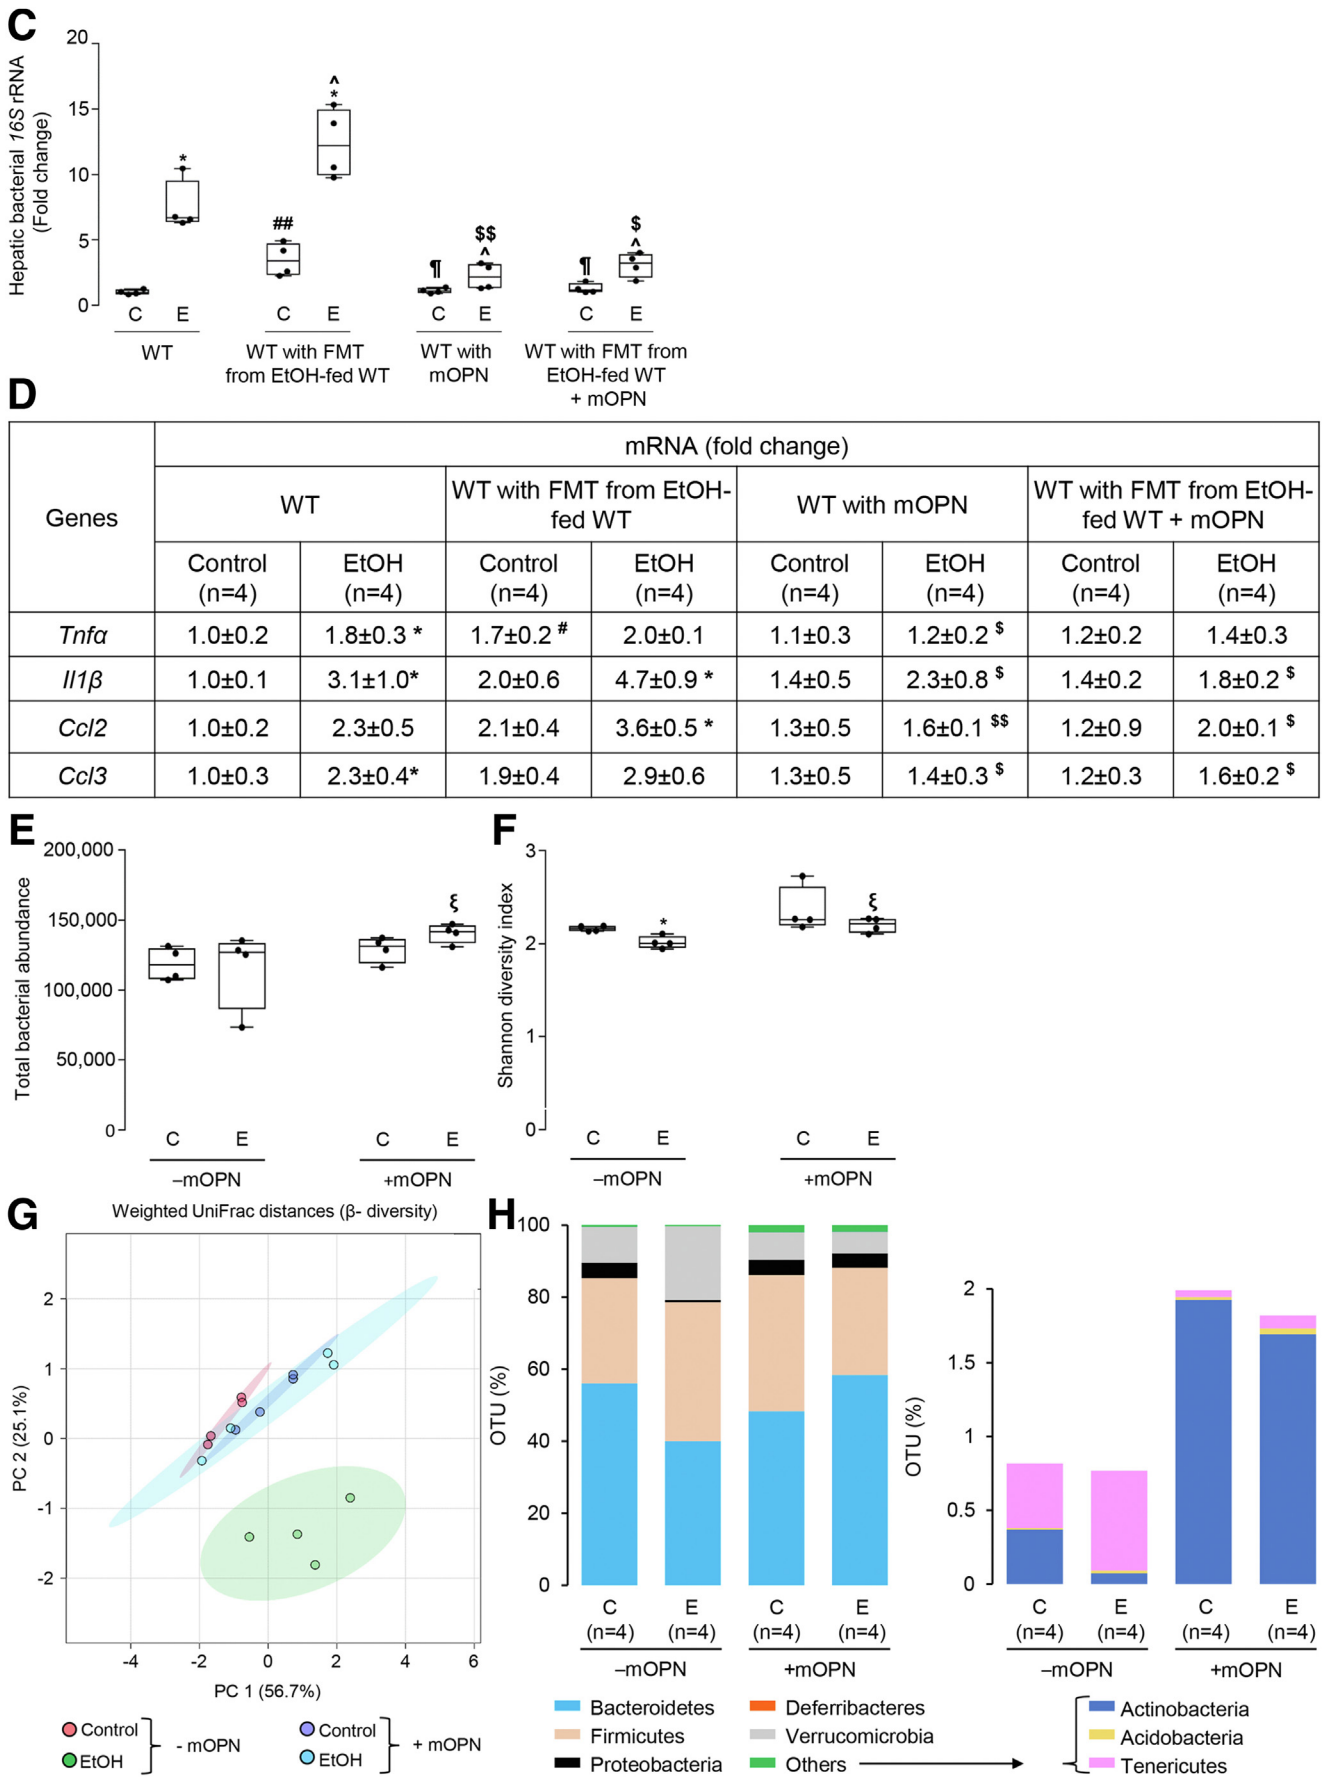 C
Hepatic bacterial 16S rRNA
(Fold change)
20
15
10
5
0
*
##
^
*
¶
$$
^
¶
$
^
C E C E C E C E
WT
WT with FMT
from EtOH-fed WT
WT with
mOPN
WT with FMT from
EtOH-fed WT
+ mOPN
D
Genes
mRNA (fold change)
WT
WT with FMT from EtOH-
fed WT
WT with mOPN
WT with FMT from EtOH-
fed WT + mOPN
Control
(n=4)
EtOH
(n=4)
Control
(n=4)
EtOH
(n=4)
Control
(n=4)
EtOH
(n=4)
Control
(n=4)
EtOH
(n=4)
Tnfα 1.0±0.2 1.8±0.3 * 1.7±0.2 # 2.0±0.1 1.1±0.3 1.2±0.2 $ 1.2±0.2 1.4±0.3
Il1β 1.0±0.1 3.1±1.0* 2.0±0.6 4.7±0.9 * 1.4±0.5 2.3±0.8 $ 1.4±0.2 1.8±0.2 $
Ccl2 1.0±0.2 2.3±0.5 2.1±0.4 3.6±0.5 * 1.3±0.5 1.6±0.1 $$ 1.2±0.9 2.0±0.1 $
Ccl3 1.0±0.3 2.3±0.4* 1.9±0.4 2.9±0.6 1.3±0.5 1.4±0.3 $ 1.2±0.3 1.6±0.2 $
E
Total bacterial abundance
200,000
150,000
100,000
50,000
0
ξ
C E C E
–mOPN +mOPN
F
Shannon diversity index
3
2
1
0
*
ξ
C E C E
–mOPN +mOPN
G
Weighted UniFrac distances (β- diversity)
PC 2 (25.1%)
2
1
0
-1
-2
-4 -2 0 2 4 6
PC 1 (56.7%)
Control
EtOH
- mOPN
Control
EtOH
+ mOPN
H
OTU (%)
100
80
60
40
20
0
C E C E
(n=4) (n=4) (n=4) (n=4)
–mOPN +mOPN
OTU (%)
2
1.5
1
0.5
0
C E C E
(n=4) (n=4) (n=4) (n=4)
–mOPN +mOPN
Bacteroidetes
Firmicutes
Proteobacteria
Deferribacteres
Verrucomicrobia
Others
Actinobacteria
Acidobacteria
Tenericutes